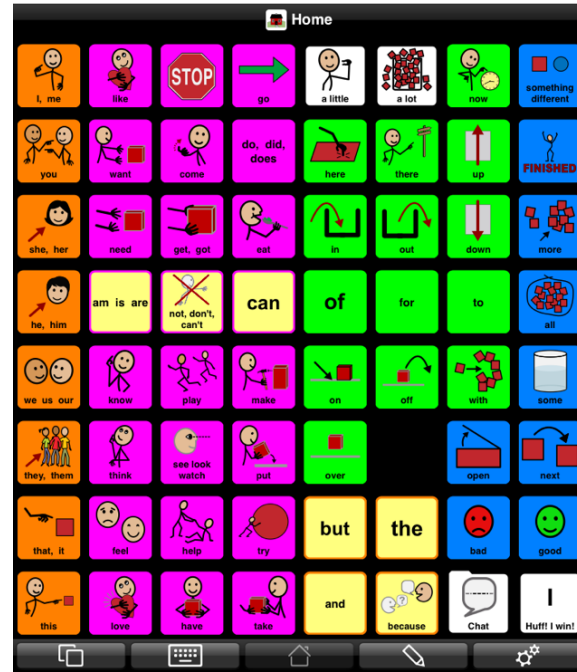 Home
I, me
like
STOP
go
a little
a lot
now
something
different
you
want
come
do, did,
does
here
there
up
FINISHED
she, her
need
get, got
eat
in
out
down
more
he, him
am is are
not, don't,
can't
can
of
for
to
all
we us our
know
play
make
on
off
with
some
they, them
think
see look
watch
put
over
open
next
that, it
feel
help
try
but
the
bad
good
this
love
have
take
and
?
because
Chat
I
Huff! I win!